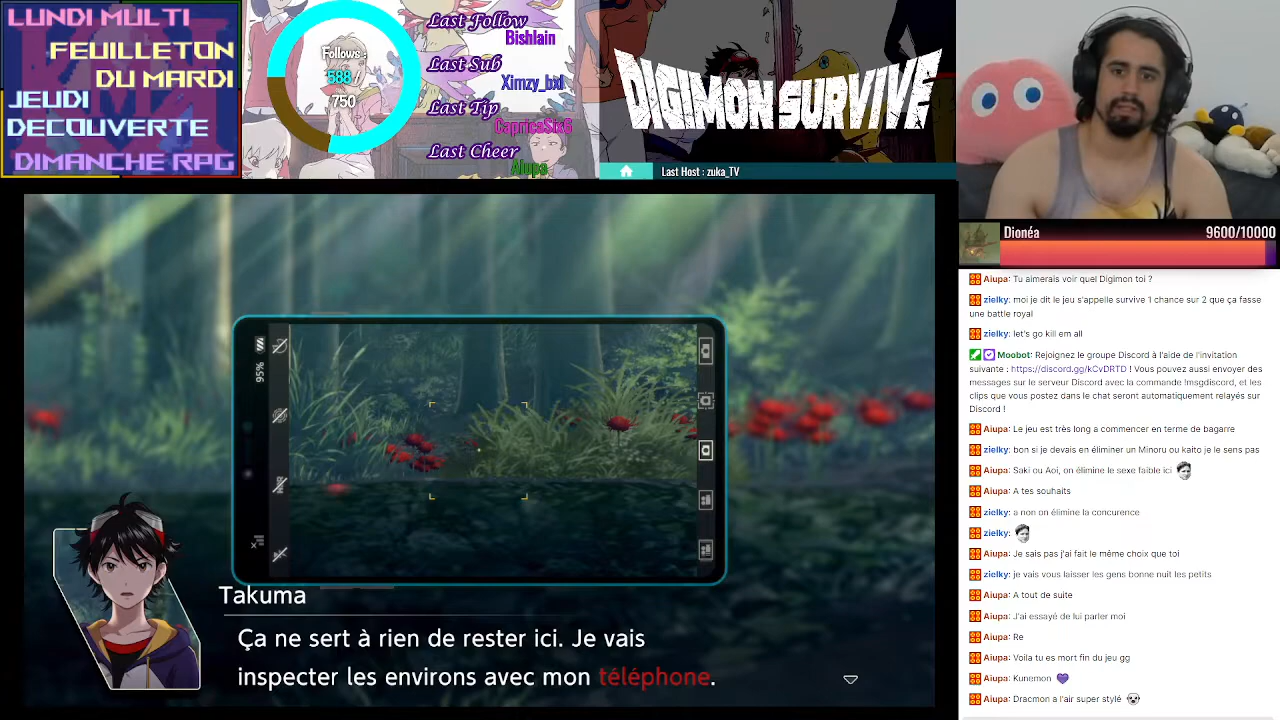 LUNDI MULTI
FEUILLETON
DU MARDI
JEUDI
DECOUVERTE
DIMANCHE RPG
Follows :
588 /
750
Last Follow
Bishlain
Last Sub
Ximzy_bxl
Last Tip
CapricaSix6
Last Cheer
Aiupa
DIGIMON SURVIVE
Last Host : zuka_TV
Dionéa 9600/10000
Aiupa: Tu aimerais voir quel Digimon toi ?
zielky: moi je dit le jeu s'appelle survive 1 chance sur 2 que ça fasse
une battle royal
zielky: let's go kill em all
Moobot: Rejoignez le groupe Discord à l'aide de l'invitation
suivante : https://discord.gg/kCvDRTD ! Vous pouvez aussi envoyer des
messages sur le serveur Discord avec la commande !msgdiscord, et les
clips que vous postez dans le chat seront automatiquement relayés sur
Discord !
Aiupa: Le jeu est très long a commencer en terme de bagarre
zielky: bon si je devais en éliminer un Minoru ou kaito je le sens pas
Aiupa: Saki ou Aoi, on élimine le sexe faible ici
Aiupa: A tes souhaits
zielky: a non on élimine la concurence
zielky:
Aiupa: Je sais pas j'ai fait le même choix que toi
zielky: je vais vous laisser les gens bonne nuit les petits
Aiupa: A tout de suite
Aiupa: J'ai essayé de lui parler moi
Aiupa: Re
Aiupa: Voila tu es mort fin du jeu gg
Aiupa: Kunemon
Aiupa: Dracmon a l'air super stylé
95%
Takuma
Ça ne sert à rien de rester ici. Je vais
inspecter les environs avec mon téléphone.